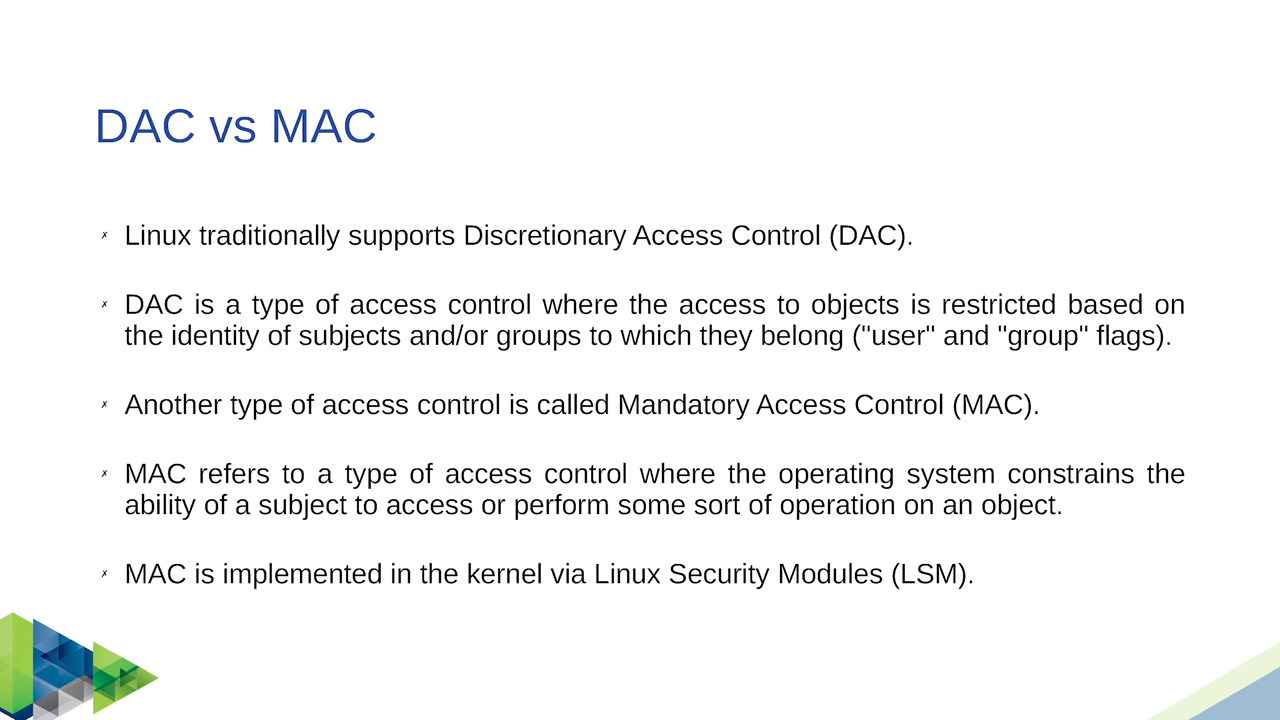 DAC vs MAC
✗ Linux traditionally supports Discretionary Access Control (DAC).
✗ DAC is a type of access control where the access to objects is restricted based on
the identity of subjects and/or groups to which they belong ("user" and "group" flags).
✗ Another type of access control is called Mandatory Access Control (MAC).
✗ MAC refers to a type of access control where the operating system constrains the
ability of a subject to access or perform some sort of operation on an object.
✗ MAC is implemented in the kernel via Linux Security Modules (LSM).